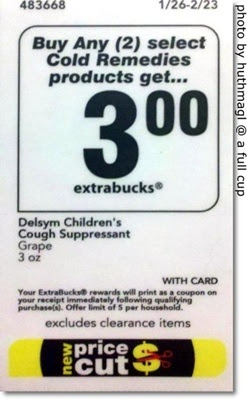 483668 1/26-2/23
Buy Any (2) select
Cold Remedies
products get...
3 00
extrabucks®
Delsym Children's
Cough Suppressant
Grape
3 oz
WITH CARD
Your ExtraBucks® rewards will print as a coupon on
your receipt immediately following qualifying
purchase(s). Offer limit of 5 per household.
excludes clearance items
new price
cut $
photo by huthmagl @ a full cup